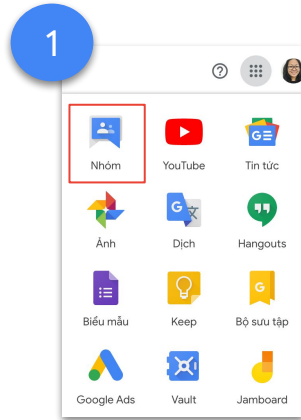 1
Nhóm YouTube Tin tức
Ảnh Dịch Hangouts
Biểu mẫu Keep Bộ sưu tập
Google Ads Vault Jamboard